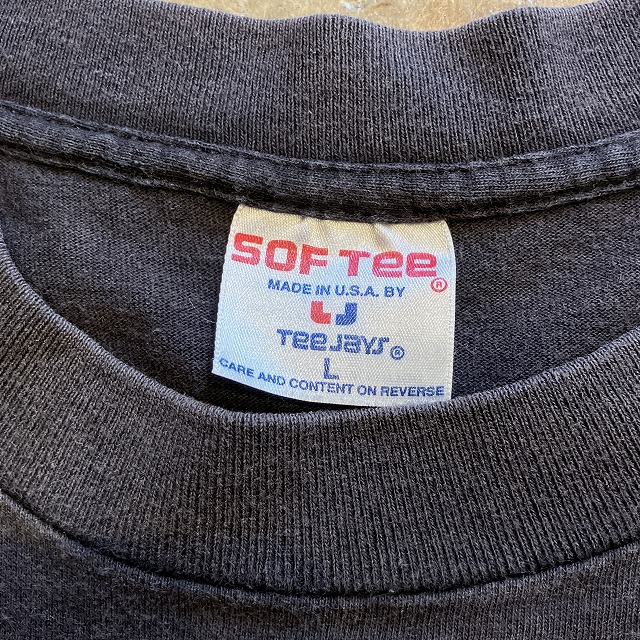 SOF Tee®
MADE IN U.S.A. BY
Tee Jays®
L
CARE AND CONTENT ON REVERSE